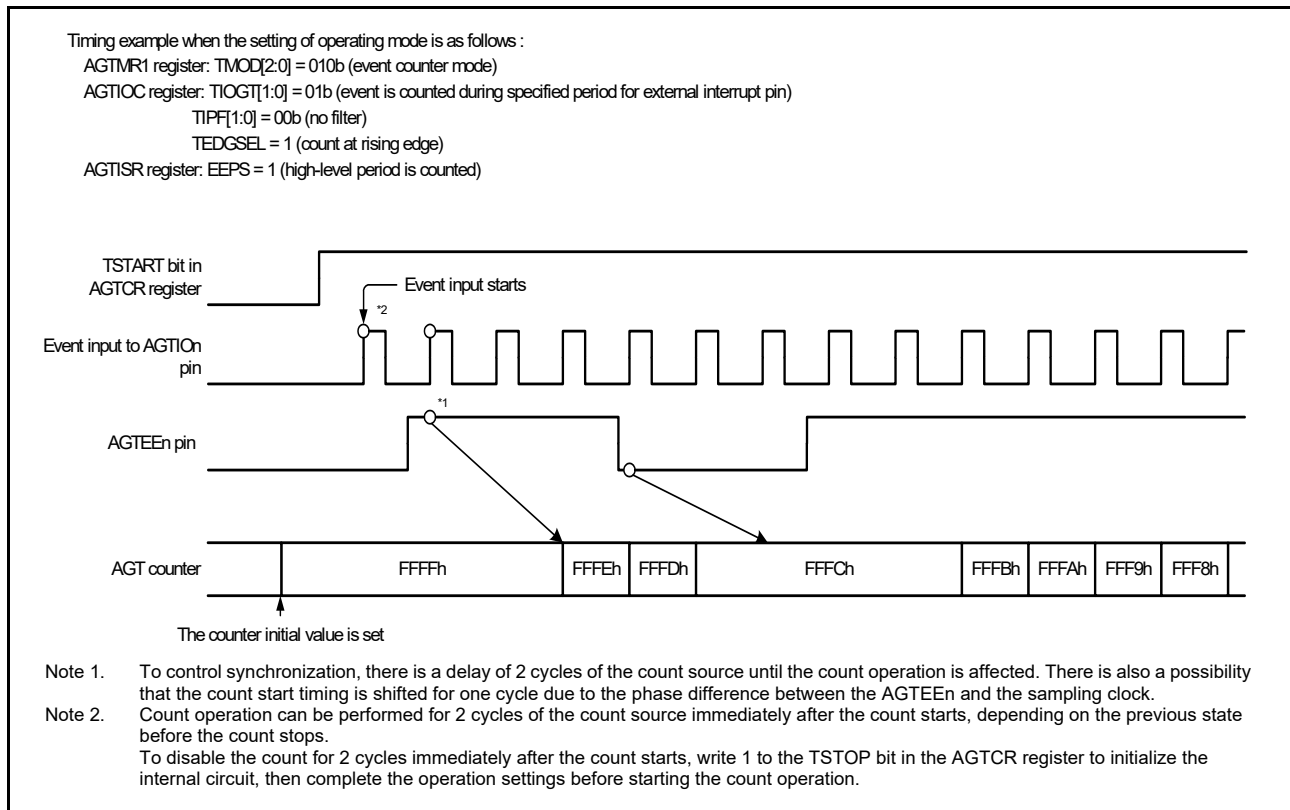 Timing example when the setting of operating mode is as follows :
AGTMR1 register: TMOD[2:0] = 010b (event counter mode)
AGTIOC register: TIOGT[1:0] = 01b (event is counted during specified period for external interrupt pin)
TIPF[1:0] = 00b (no filter)
TEDGSEL = 1 (count at rising edge)
AGTISR register: EEPS = 1 (high-level period is counted)
TSTART bit in
AGTCR register
Event input starts
*2
Event input to AGTIOn
pin
*1
AGTEEn pin
AGT counter
FFFFh
FFFEh
FFFDh
FFFCh
FFFBh
FFFAh
FFF9h
FFF8h
The counter initial value is set
Note 1. To control synchronization, there is a delay of 2 cycles of the count source until the count operation is affected. There is also a possibility
that the count start timing is shifted for one cycle due to the phase difference between the AGTEEn and the sampling clock.
Note 2. Count operation can be performed for 2 cycles of the count source immediately after the count starts, depending on the previous state
before the count stops.
To disable the count for 2 cycles immediately after the count starts, write 1 to the TSTOP bit in the AGTCR register to initialize the
internal circuit, then complete the operation settings before starting the count operation.